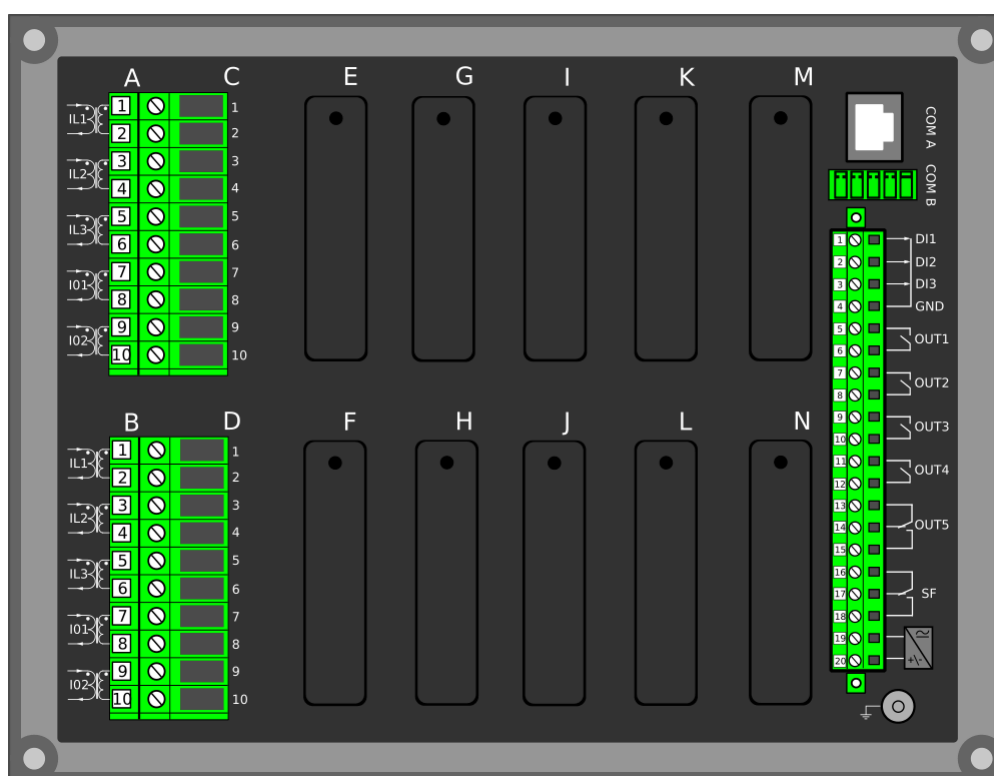 A C E G I K M
IL1 1 2 1 2
IL2 3 4 3 4
IL3 5 6 5 6
I01 7 8 7 8
I02 9 10 9 10
B D F H J L N
IL1 1 2 1 2
IL2 3 4 3 4
IL3 5 6 5 6
I01 7 8 7 8
I02 9 10 9 10
COM A
COM B
1 DI1
2 DI2
3 DI3
4 GND
5
6
OUT1
7
8
OUT2
9
10
OUT3
11
12
OUT4
13
14 OUT5
15
16
17 SF
18
19
20
+/-